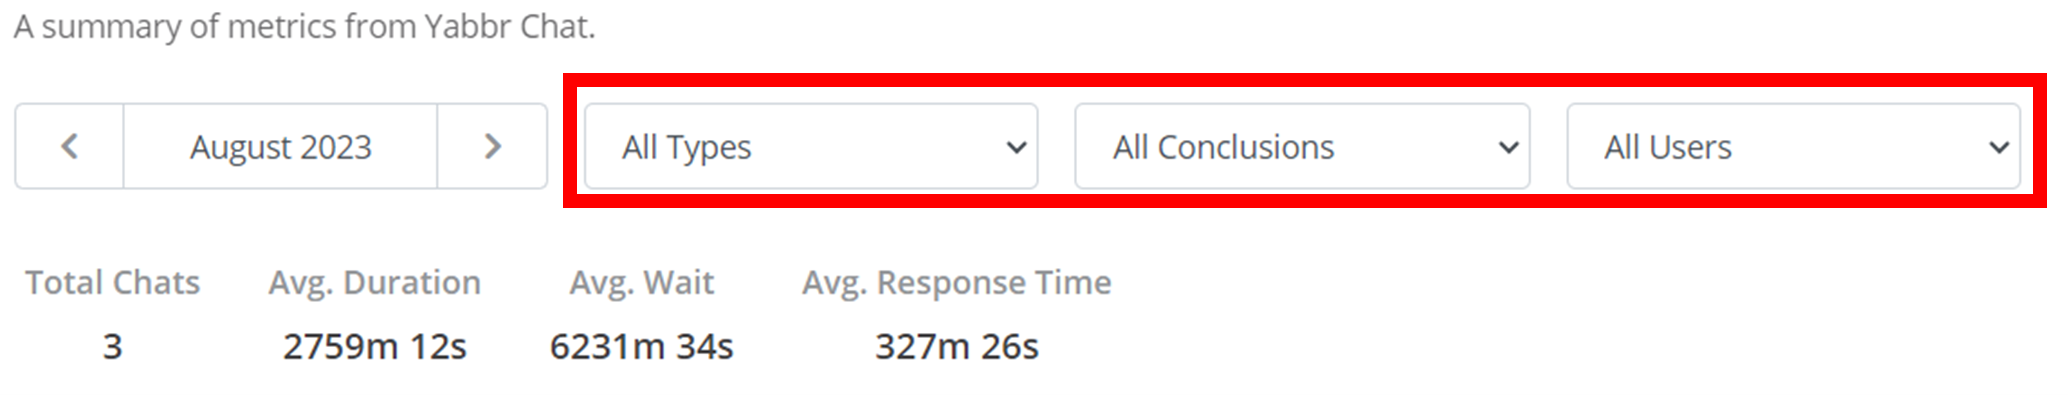 A summary of metrics from Yabbr Chat.
August 2023 All Types All Conclusions All Users
Total Chats Avg. Duration Avg. Wait Avg. Response Time
3 2759m 12s 6231m 34s 327m 26s